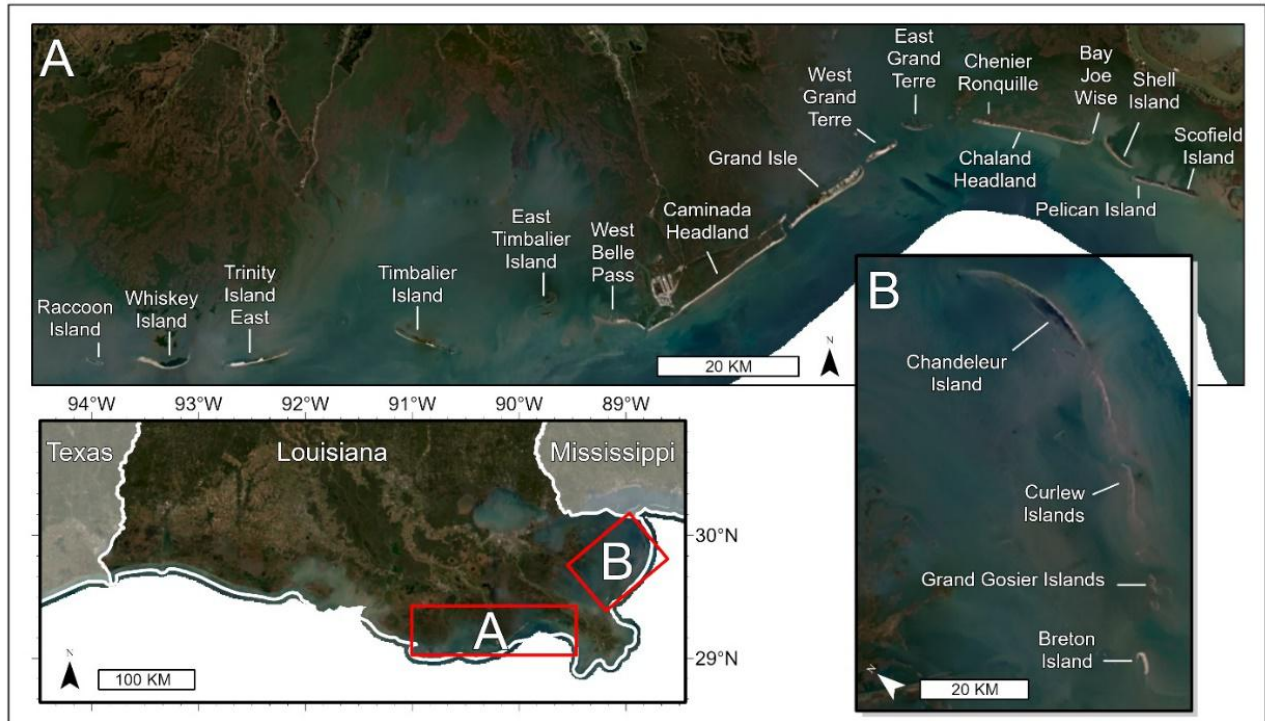 A
Raccoon
Island
Whiskey
Island
Trinity
Island
East
Timbalier
Island
East
Timbalier
Island
West
Belle
Pass
Caminada
Headland
Grand Isle
West
Grand
Terre
East
Grand
Terre
Chenier
Ronquille
Chaland
Headland
Bay
Joe
Wise
Shell
Island
Scofield
Island
Pelican Island
20 KM
N
94°W
93°W
92°W
91°W
90°W
89°W
Texas
Louisiana
Mississippi
30°N
29°N
A
B
N
100 KM
B
Chandeleur
Island
Curlew
Islands
Grand Gosier Islands
Breton
Island
N
20 KM